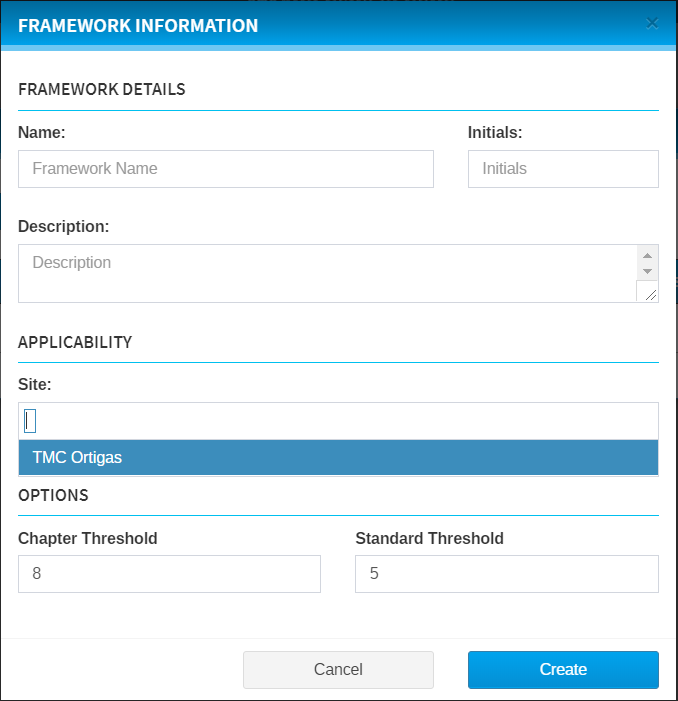 FRAMEWORK INFORMATION ×
FRAMEWORK DETAILS
Name: Initials:
Framework Name Initials
Description:
Description
APPLICABILITY
Site:
TMC Ortigas
OPTIONS
Chapter Threshold Standard Threshold
8 5
Cancel Create